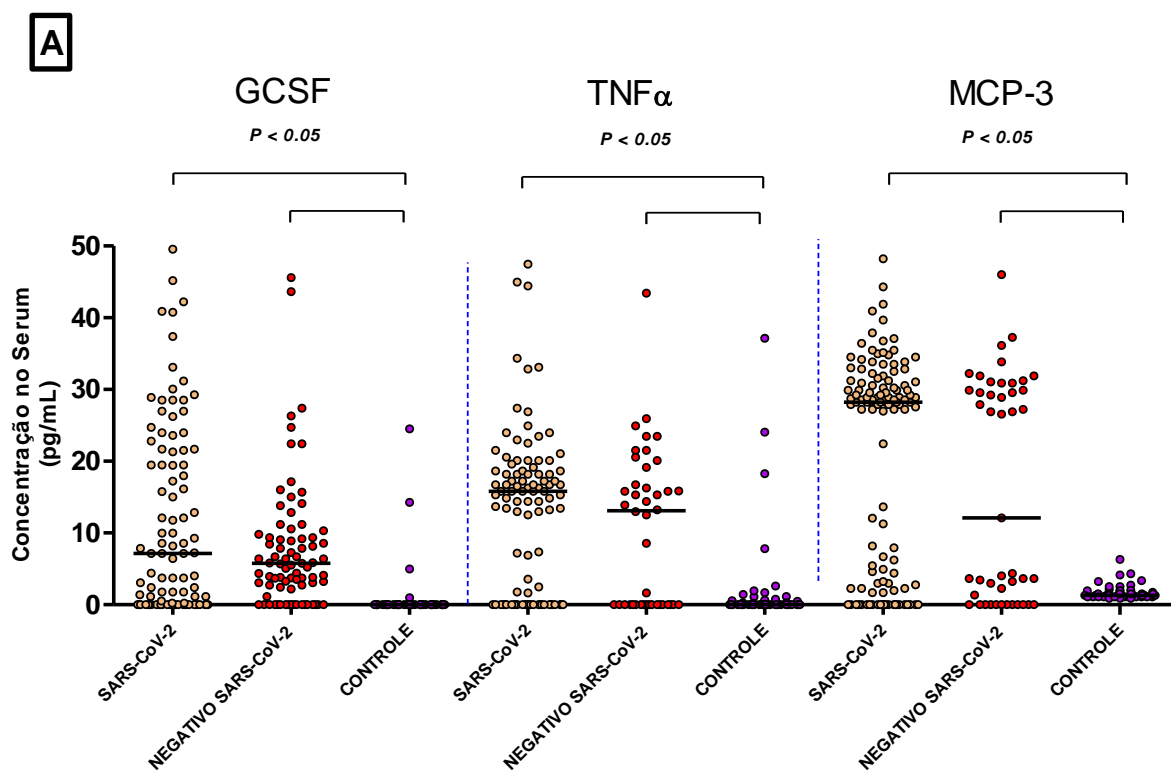 A
GCSF
P < 0.05
TNFα
P < 0.05
MCP-3
P < 0.05
Concentração no Serum
(pg/mL)
50
40
30
20
10
0
SARS-CoV-2
NEGATIVO SARS-CoV-2
CONTROLE
SARS-CoV-2
NEGATIVO SARS-CoV-2
CONTROLE
SARS-CoV-2
NEGATIVO SARS-CoV-2
CONTROLE